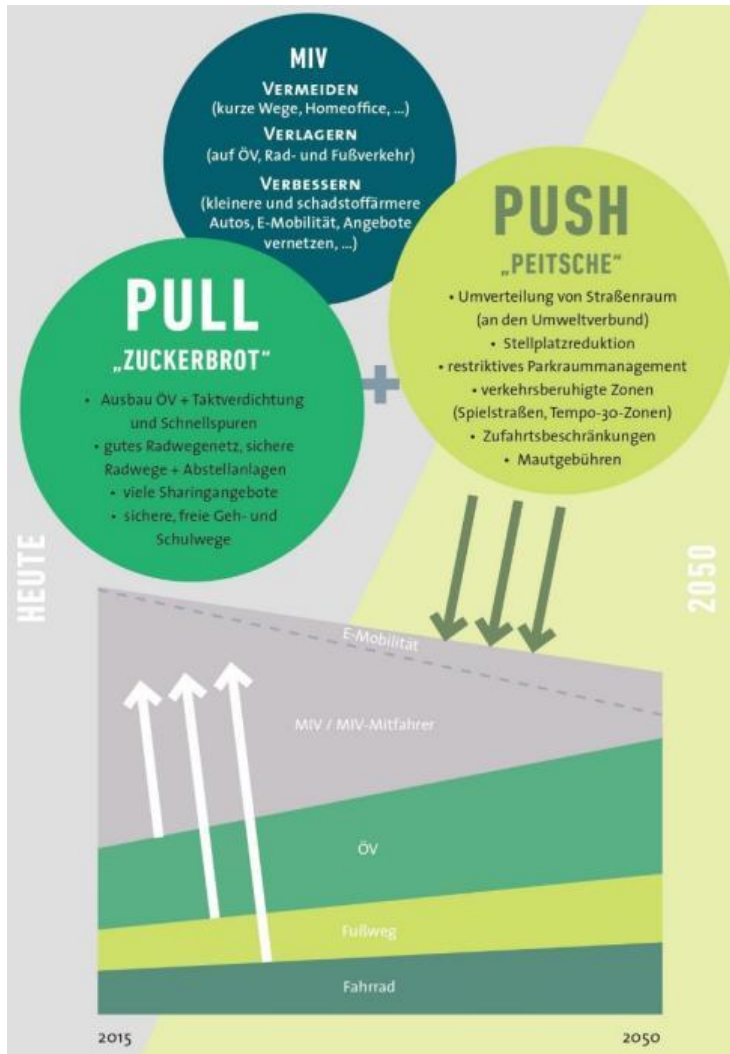 MIV
VERMEIDEN
(kurze Wege, Homeoffice, ...)
VERLAGERN
(auf ÖV, Rad- und Fußverkehr)
VERBESSERN
(kleinere und schadstoffärmere
Autos, E-Mobilität, Angebote
vernetzen, ...)
PULL
„ZUCKERBROT“
• Ausbau ÖV + Taktverdichtung
und Schnellspuren
• gutes Radwegenetz, sichere
Radwege + Abstellanlagen
• viele Sharingangebote
• sichere, freie Geh- und
Schulwege
+
PUSH
„PEITSCHE“
• Umverteilung von Straßenraum
(an den Umweltverbund)
• Stellplatzreduktion
• restriktives Parkraummanagement
• verkehrsberuhigte Zonen
(Spielstraßen, Tempo-30-Zonen)
• Zufahrtsbeschränkungen
• Mautgebühren
HEUTE
2050
E-Mobilität
MIV / MIV-Mitfahrer
ÖV
Fußweg
Fahrrad
2015
2050